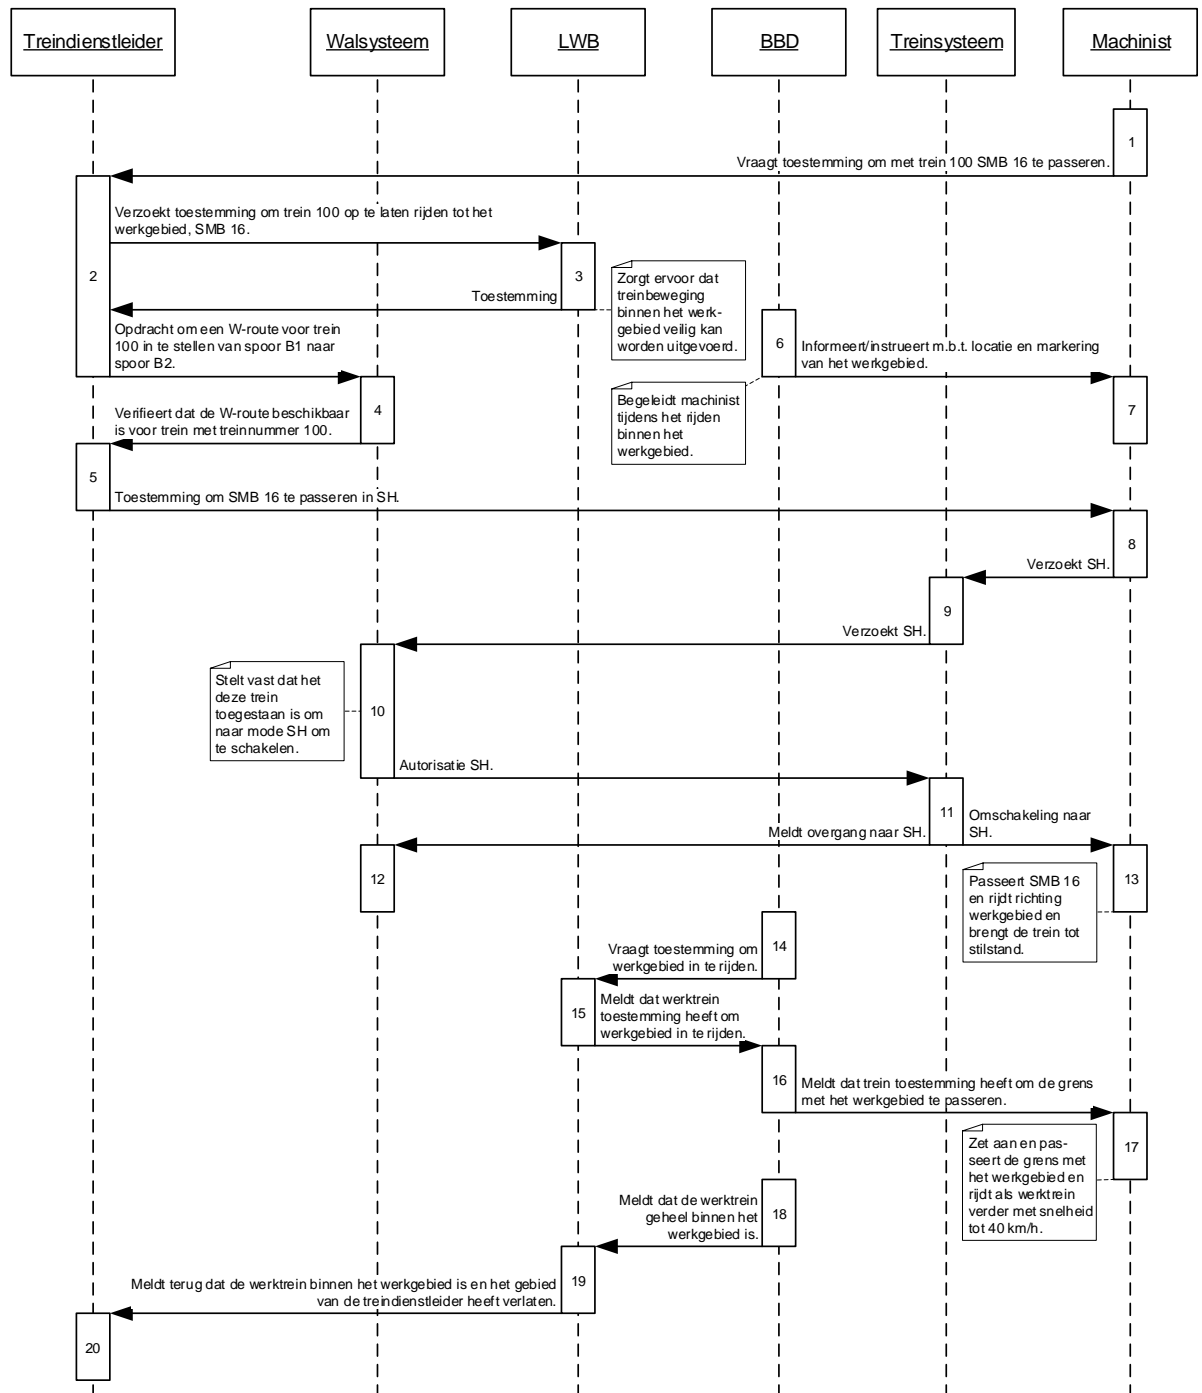 Treindienstleider
Walsysteem
LWB
BBD
Treinsysteem
Machinist
1
Vraagt toestemming om met trein 100 SMB 16 te passeren.
Verzoekt toestemming om trein 100 op te laten rijden tot het
werkgebied, SMB 16.
2
3
Zorgt ervoor dat
treinbeweging
binnen het werk-
gebied veilig kan
worden uitgevoerd.
Toestemming
Opdracht om een W-route voor trein
100 in te stellen van spoor B1 naar
spoor B2.
6
Informeert/instrueert m.b.t. locatie en markering
van het werkgebied.
Begeleidt machinist
tijdens het rijden
binnen het
werkgebied.
4
7
Verifieert dat de W-route beschikbaar
is voor trein met treinnummer 100.
5
Toestemming om SMB 16 te passeren in SH.
8
Verzoekt SH.
9
Verzoekt SH.
Stelt vast dat het
deze trein
toegestaan is om
naar mode SH om
te schakelen.
10
Autorisatie SH.
11
Omschakeling naar
SH.
Meldt overgang naar SH.
12
Passeert SMB 16
en rijdt richting
werkgebied en
brengt de trein tot
stilstand.
13
14
Vraagt toestemming om
werkgebied in te rijden.
15
Meldt dat werktrein
toestemming heeft om
werkgebied in te rijden.
16
Meldt dat trein toestemming heeft om de grens
met het werkgebied te passeren.
Zet aan en pas-
seert de grens met
het werkgebied en
rijdt als werktrein
verder met snelheid
tot 40 km/h.
17
Meldt dat de werktrein
geheel binnen het
werkgebied is.
18
19
Meldt terug dat de werktrein binnen het werkgebied is en het gebied
van de treindienstleider heeft verlaten.
20